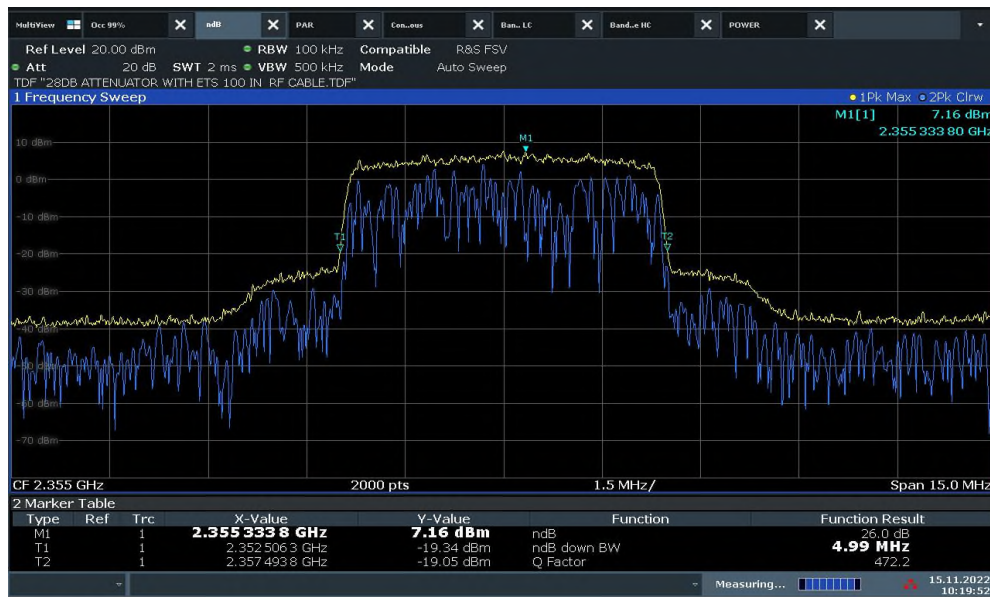 MultiView Occ 99% ndB PAR Con..ous Ban.. LC Band..e HC POWER
Ref Level 20.00 dBm RBW 100 kHz Compatible R&S FSV
Att 20 dB SWT 2 ms VBW 500 kHz Mode Auto Sweep
TDF "28DB ATTENUATOR WITH ETS 100 IN RF CABLE.TDF"
1 Frequency Sweep 1Pk Max 2Pk Clrw
M1[1] 7.16 dBm
2.355 333 80 GHz
M1
10 dBm
0 dBm
-10 dBm
T1 T2
-20 dBm
-30 dBm
-40 dBm
-50 dBm
-60 dBm
-70 dBm
CF 2.355 GHz 2000 pts 1.5 MHz/ Span 15.0 MHz
2 Marker Table
Type Ref Trc X-Value Y-Value Function Function Result
M1 1 2.355 333 8 GHz 7.16 dBm ndB 26.0 dB
T1 1 2.352 506 3 GHz -19.34 dBm ndB down BW 4.99 MHz
T2 1 2.357 493 8 GHz -19.05 dBm Q Factor 472.2
Measuring... 15.11.2022
10:19:52